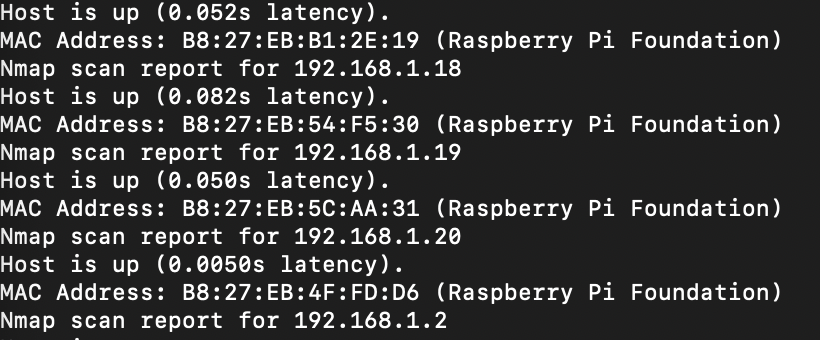 Host is up (0.052s latency).
MAC Address: B8:27:EB:B1:2E:19 (Raspberry Pi Foundation)
Nmap scan report for 192.168.1.18
Host is up (0.082s latency).
MAC Address: B8:27:EB:54:F5:30 (Raspberry Pi Foundation)
Nmap scan report for 192.168.1.19
Host is up (0.050s latency).
MAC Address: B8:27:EB:5C:AA:31 (Raspberry Pi Foundation)
Nmap scan report for 192.168.1.20
Host is up (0.0050s latency).
MAC Address: B8:27:EB:4F:FD:D6 (Raspberry Pi Foundation)
Nmap scan report for 192.168.1.2